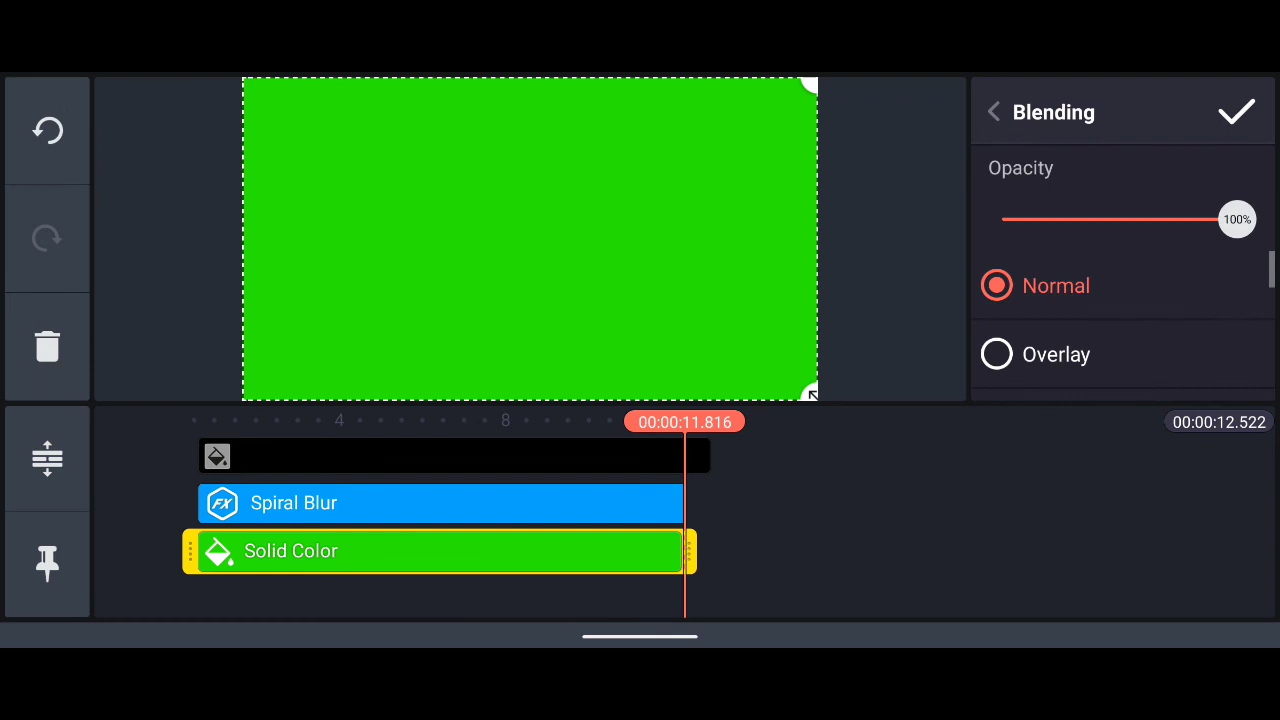 Blending
Opacity
100%
Normal
Overlay
4
8
00:00:11.816
00:00:12.522
FX
Spiral Blur
Solid Color